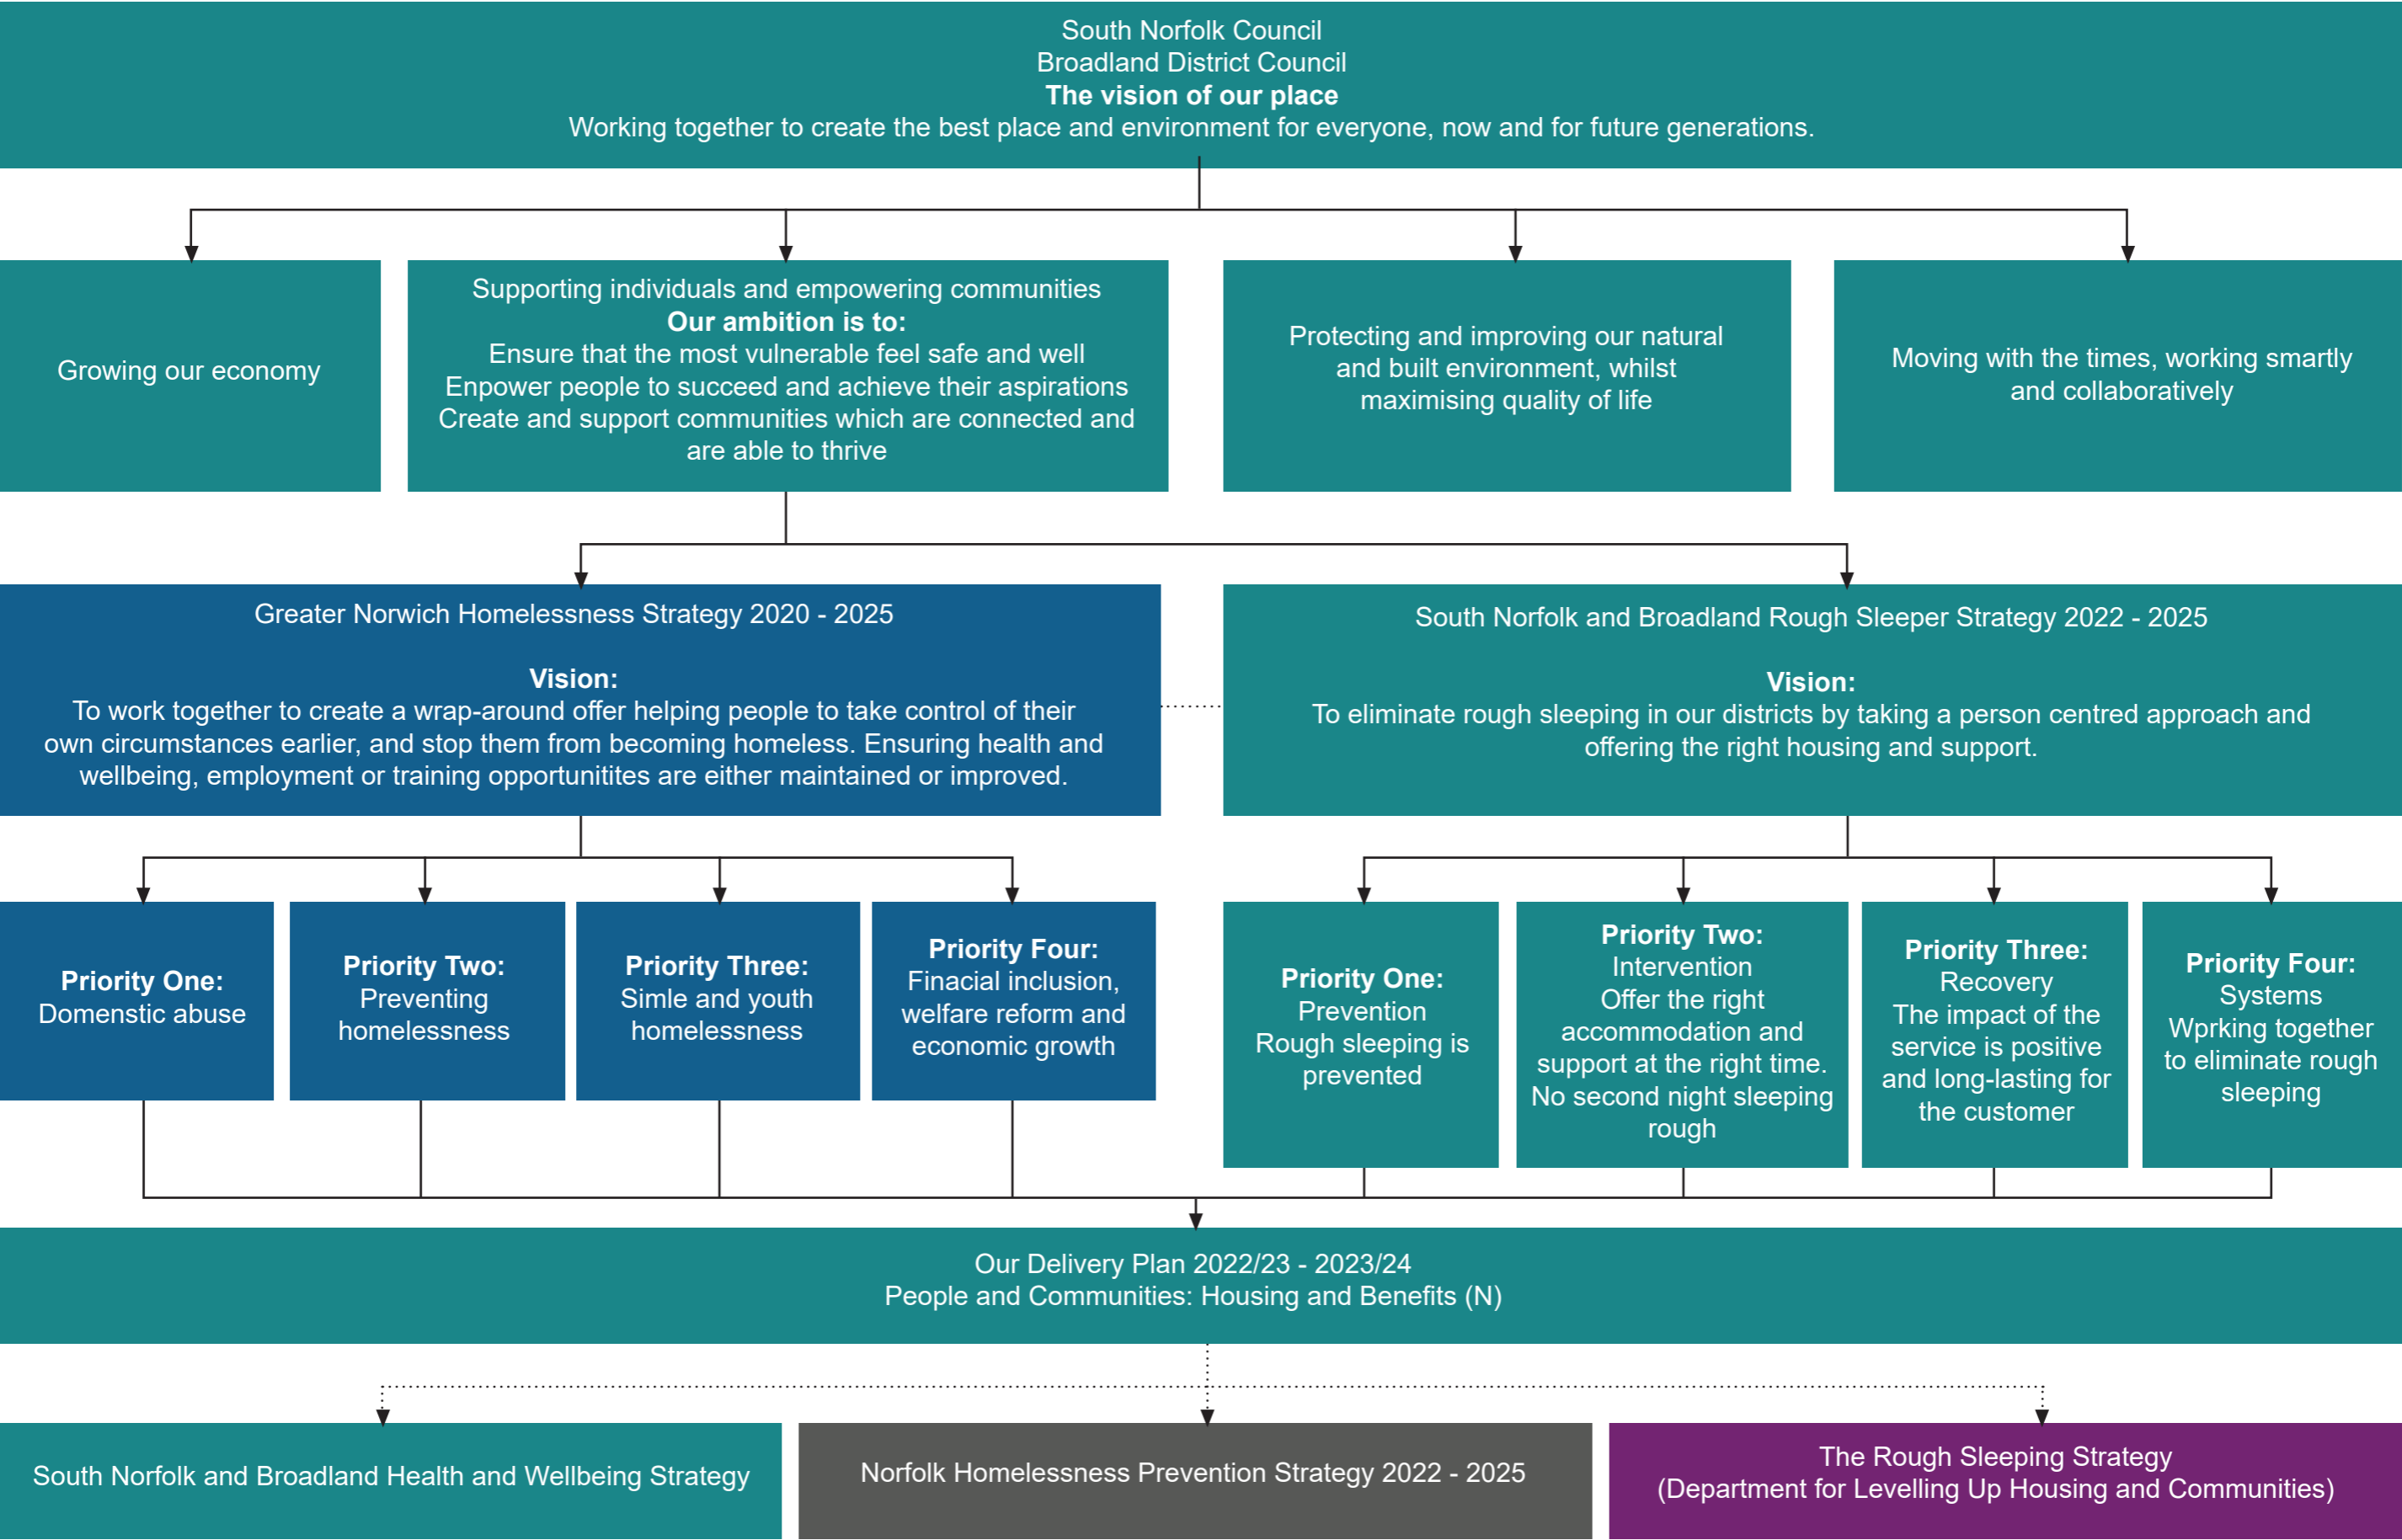 South Norfolk Council
Broadland District Council
The vision of our place
Working together to create the best place and environment for everyone, now and for future generations.
Growing our economy
Supporting individuals and empowering communities
Our ambition is to:
Ensure that the most vulnerable feel safe and well
Enpower people to succeed and achieve their aspirations
Create and support communities which are connected and
are able to thrive
Protecting and improving our natural
and built environment, whilst
maximising quality of life
Moving with the times, working smartly
and collaboratively
Greater Norwich Homelessness Strategy 2020 - 2025
Vision:
To work together to create a wrap-around offer helping people to take control of their
own circumstances earlier, and stop them from becoming homeless. Ensuring health and
wellbeing, employment or training opportunitites are either maintained or improved.
South Norfolk and Broadland Rough Sleeper Strategy 2022 - 2025
Vision:
To eliminate rough sleeping in our districts by taking a person centred approach and
offering the right housing and support.
Priority One:
Domenstic abuse
Priority Two:
Preventing
homelessness
Priority Three:
Simle and youth
homelessness
Priority Four:
Finacial inclusion,
welfare reform and
economic growth
Priority One:
Prevention
Rough sleeping is
prevented
Priority Two:
Intervention
Offer the right
accommodation and
support at the right time.
No second night sleeping
rough
Priority Three:
Recovery
The impact of the
service is positive
and long-lasting for
the customer
Priority Four:
Systems
Wprking together
to eliminate rough
sleeping
Our Delivery Plan 2022/23 - 2023/24
People and Communities: Housing and Benefits (N)
South Norfolk and Broadland Health and Wellbeing Strategy
Norfolk Homelessness Prevention Strategy 2022 - 2025
The Rough Sleeping Strategy
(Department for Levelling Up Housing and Communities)